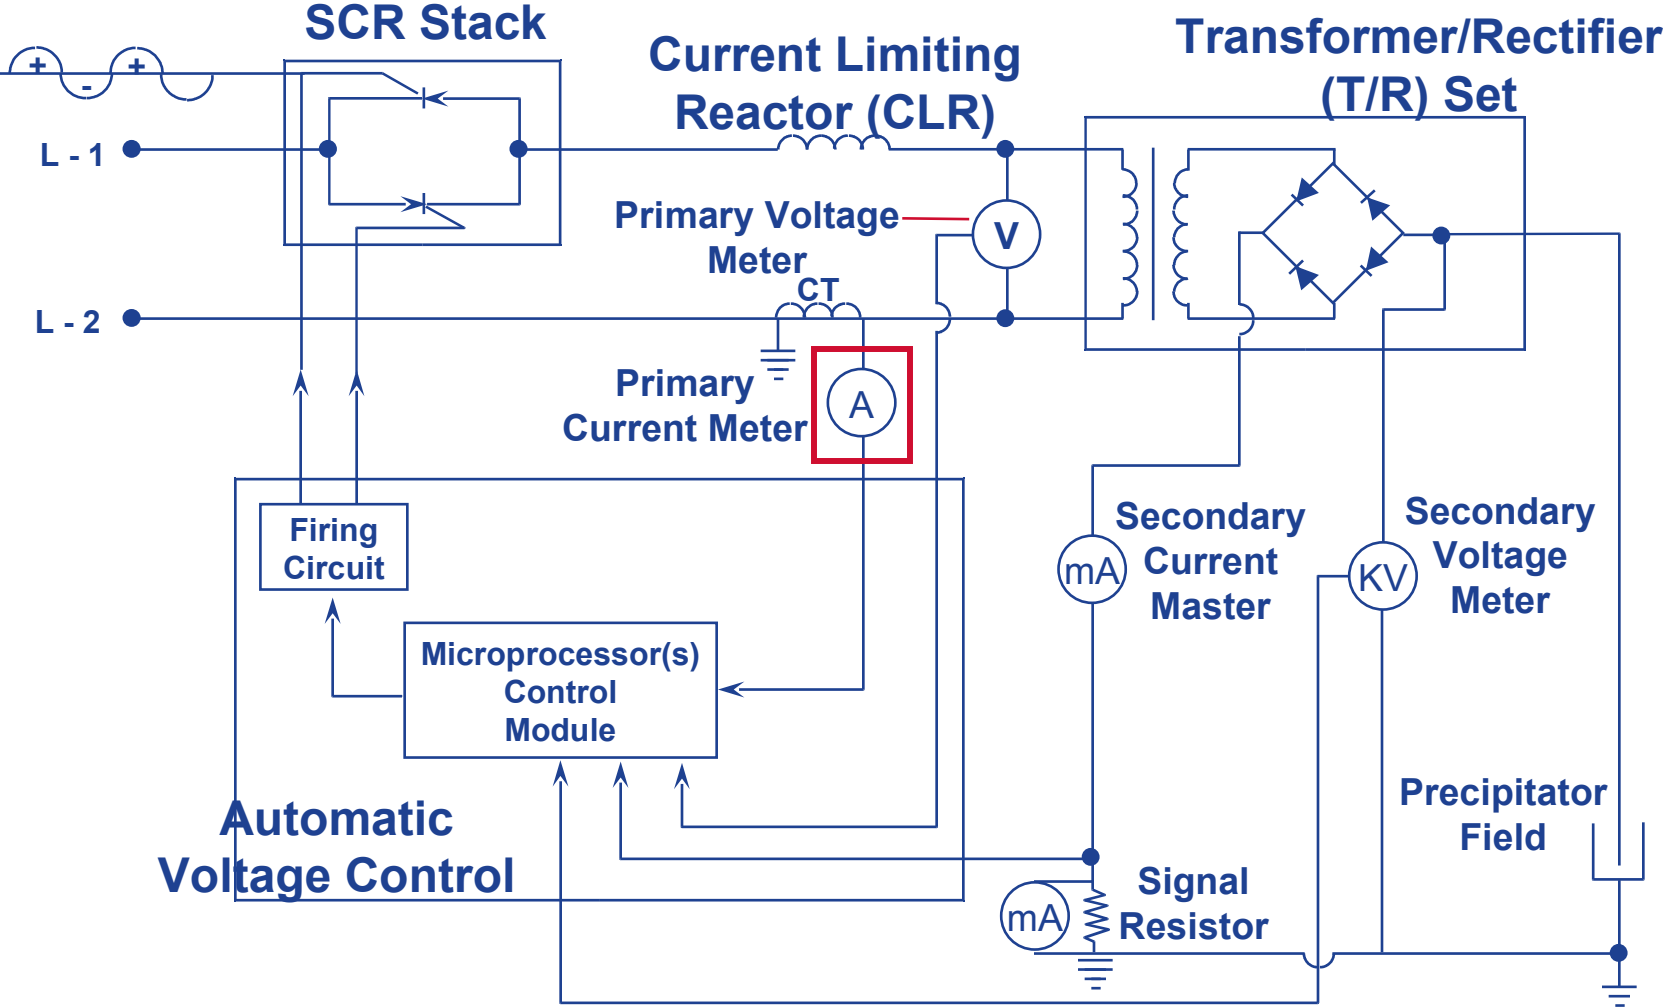 SCR Stack
Current Limiting
Reactor (CLR)
Transformer/Rectifier
(T/R) Set
+
-
+
L - 1
L - 2
Primary Voltage
Meter
V
CT
Primary
Current Meter
A
Firing
Circuit
Microprocessor(s)
Control
Module
Automatic
Voltage Control
mA
Secondary
Current
Master
KV
Secondary
Voltage
Meter
Precipitator
Field
mA
Signal
Resistor